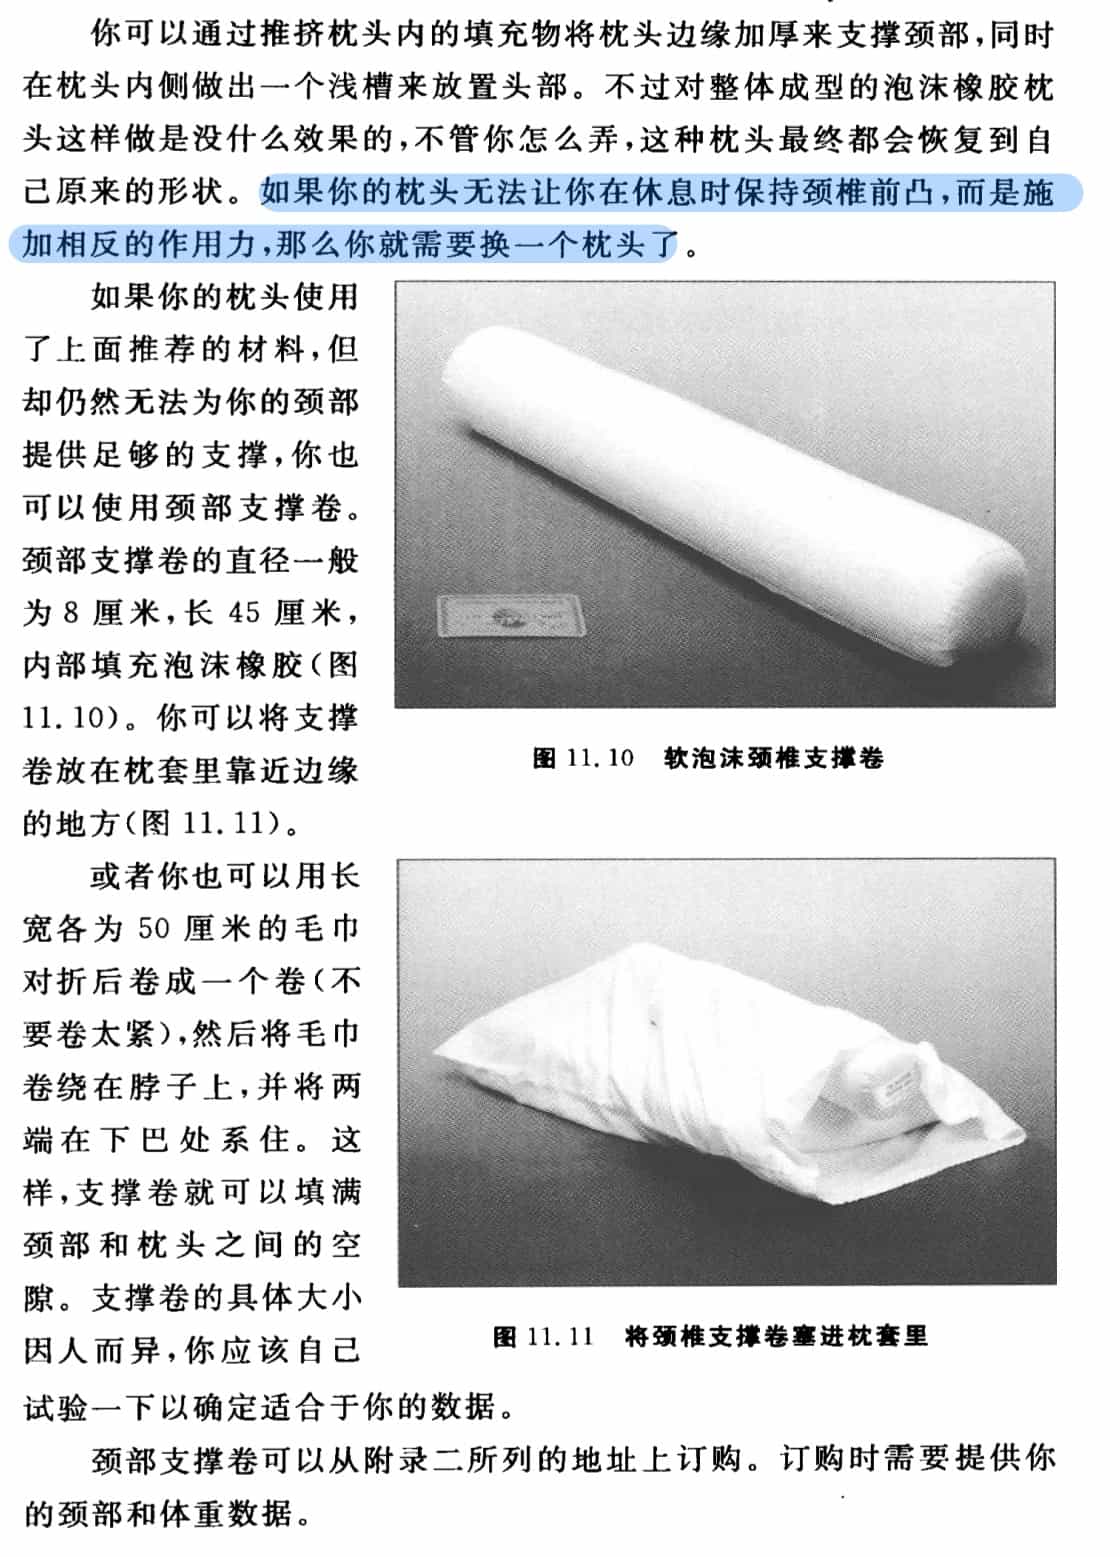 你可以通过推挤枕头内的填充物将枕头边缘加厚来支撑颈部,同时
在枕头内侧做出一个浅槽来放置头部。不过对整体成型的泡沫橡胶枕
头这样做是没什么效果的,不管你怎么弄,这种枕头最终都会恢复到自
己原来的形状。如果你的枕头无法让你在休息时保持颈椎前凸,而是施
加相反的作用力,那么你就需要换一个枕头了。
如果你的枕头使用
了上面推荐的材料,但
却仍然无法为你的颈部
提供足够的支撑,你也
可以使用颈部支撑卷。
颈部支撑卷的直径一般
为 8 厘米,长 45 厘米,
内部填充泡沫橡胶(图
11.10)。你可以将支撑
卷放在枕套里靠近边缘
的地方(图 11.11)。
图 11.10 软泡沫颈椎支撑卷
或者你也可以用长
宽各为 50 厘米的毛巾
对折后卷成一个卷(不
要卷太紧),然后将毛巾
卷绕在脖子上,并将两
端在下巴处系住。这
样,支撑卷就可以填满
颈部和枕头之间的空
隙。支撑卷的具体大小
因人而异,你应该自己
试验一下以确定适合于你的数据。
图 11.11 将颈椎支撑卷塞进枕套里
颈部支撑卷可以从附录二所列的地址上订购。订购时需要提供你
的颈部和体重数据。